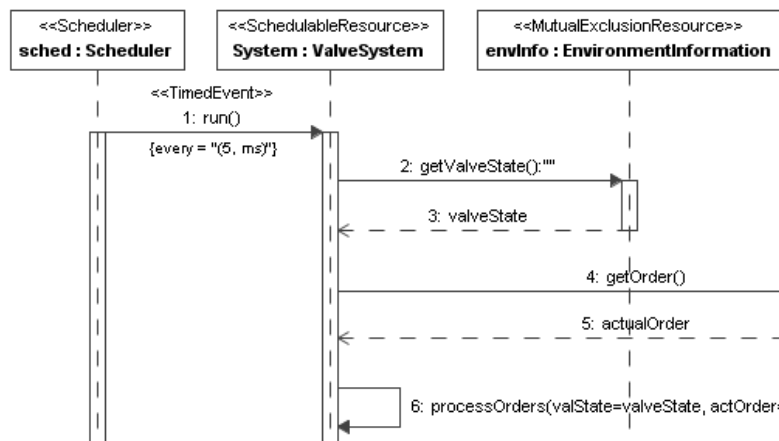 <<Scheduler>>
sched : Scheduler
<<SchedulableResource>>
System : ValveSystem
<<MutualExclusionResource>>
envInfo : EnvironmentInformation
<<TimedEvent>>
1: run()
{every = "(5, ms)"}
2: getValveState():""
3: valveState
4: getOrder()
5: actualOrder
6: processOrders(valState=valveState, actOrder=